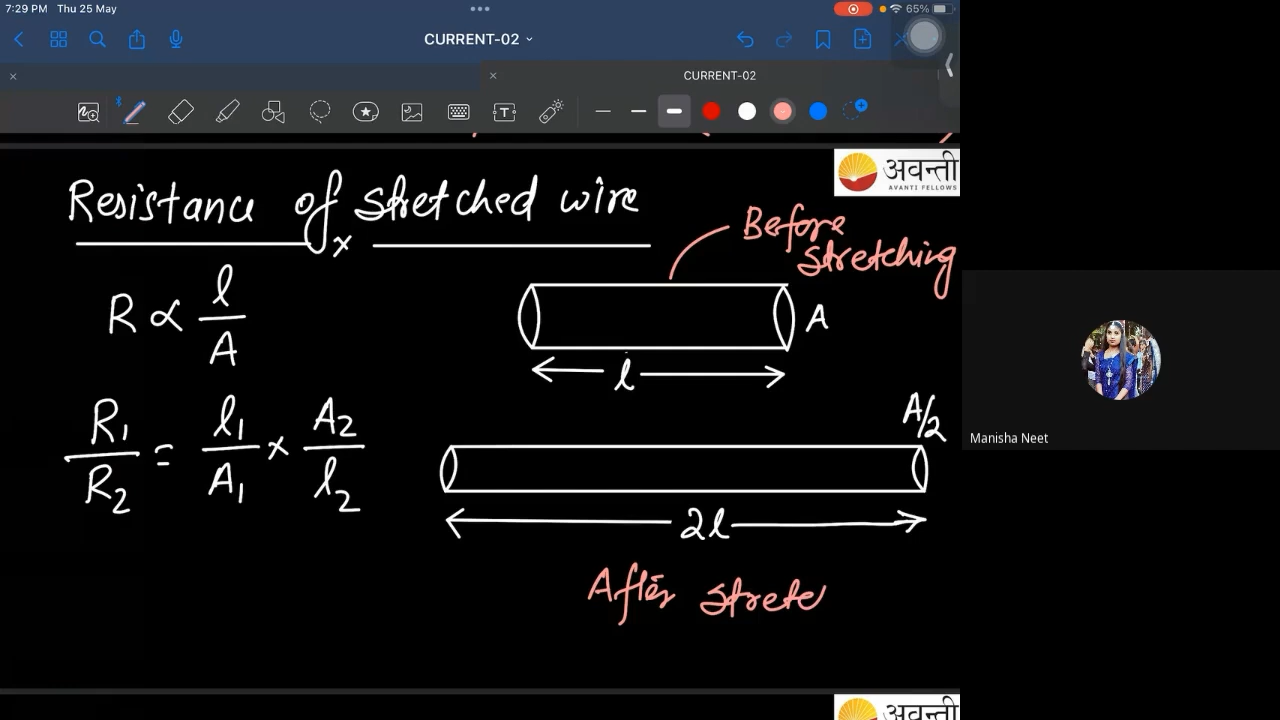 7:29 PM Thu 25 May
65%
CURRENT-02
CURRENT-02
अवन्ती
AVANTI FELLOWS
Resistance of stretched wire
Before
stretching
R ∝ l/A
A
l
R1/R2 = l1/A1 × A2/l2
A/2
2l
After stretc
Manisha Neet
अवन्ती